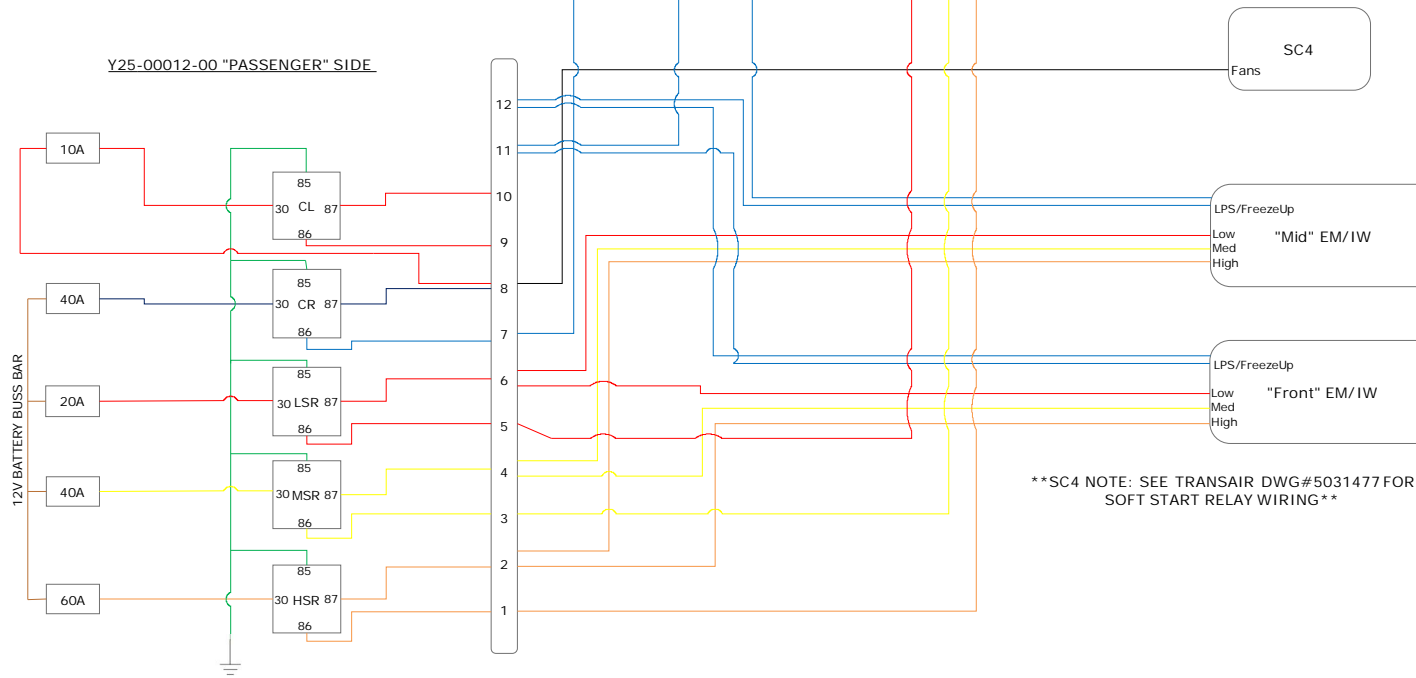 Y25-00012-00 "PASSENGER" SIDE
SC4
Fans
12
11
10
9
8
7
6
5
4
3
2
1
10A
40A
20A
40A
60A
12V BATTERY BUSS BAR
85
30 CL 87
86
85
30 CR 87
86
85
30 LSR 87
86
85
30 MSR 87
86
85
30 HSR 87
86
LPS/FreezeUp
Low
Med
High
"Mid" EM/IW
LPS/FreezeUp
Low
Med
High
"Front" EM/IW
**SC4 NOTE: SEE TRANSAIR DWG#5031477 FOR
SOFT START RELAY WIRING**